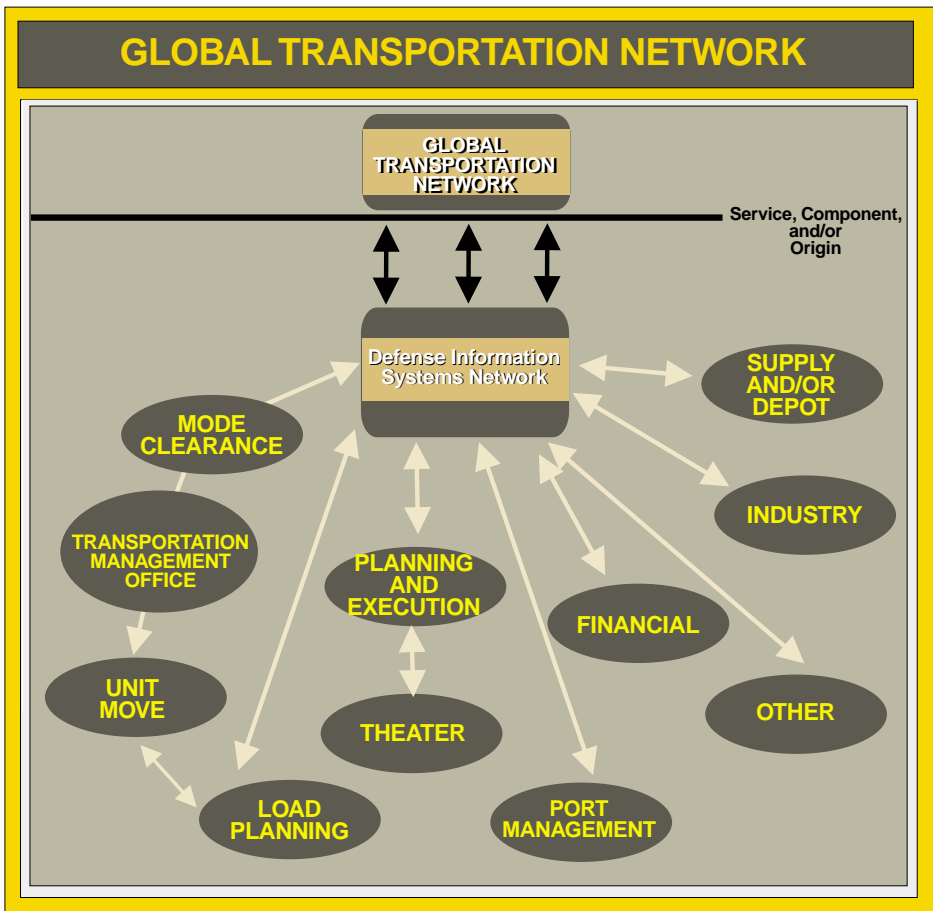 GLOBAL TRANSPORTATION NETWORK
GLOBAL
TRANSPORTATION
NETWORK
Service, Component,
and/or
Origin
Defense Information
Systems Network
SUPPLY
AND/OR
DEPOT
MODE
CLEARANCE
INDUSTRY
TRANSPORTATION
MANAGEMENT
OFFICE
PLANNING
AND
EXECUTION
FINANCIAL
UNIT
MOVE
THEATER
OTHER
LOAD
PLANNING
PORT
MANAGEMENT